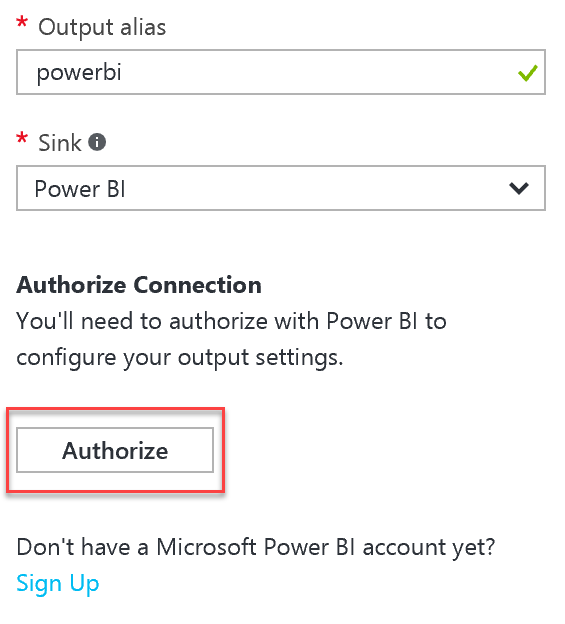 * Output alias
powerbi
* Sink
Power BI
Authorize Connection
You'll need to authorize with Power BI to
configure your output settings.
Authorize
Don't have a Microsoft Power BI account yet?
Sign Up